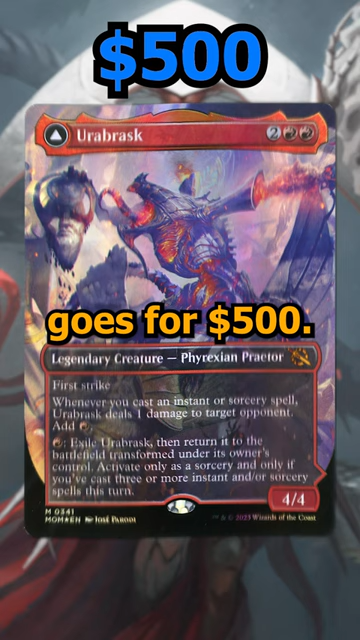 $500
Urabrask
2
goes for $500.
Legendary Creature — Phyrexian Praetor
First strike
Whenever you cast an instant or sorcery spell,
Urabrask deals 1 damage to target opponent.
Add
: Exile Urabrask, then return it to the
battlefield transformed under its owner's
control. Activate only as a sorcery and only if
you've cast three or more instant and/or sorcery
spells this turn.
4/4
M 0341
MOM★EN José Parodi
™ & © 2023 Wizards of the Coast